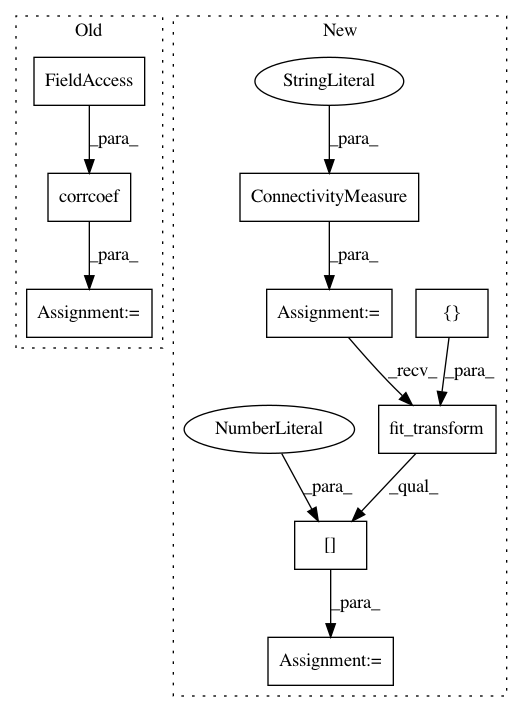 Old
FieldAccess
_para_
corrcoef
_para_
Assignment:=
New
StringLiteral
_para_
ConnectivityMeasure
_para_
Assignment:=
{}
_recv_
_para_
NumberLiteral
fit_transform
_para_
_qual_
[]
_para_
Assignment:=